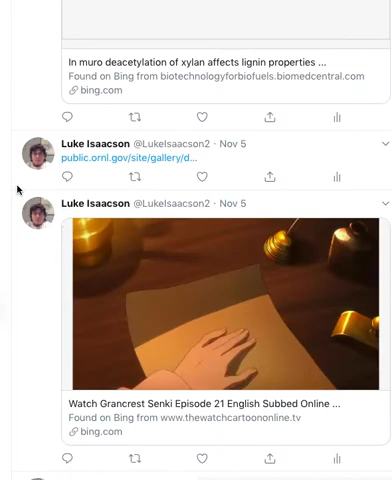 In muro deacetylation of xylan affects lignin properties ...
Found on Bing from biotechnologyforbiofuels.biomedcentral.com
bing.com
Luke Isaacson @LukeIsaacson2 · Nov 5
public.ornl.gov/site/gallery/d...
Luke Isaacson @LukeIsaacson2 · Nov 5
Watch Grancrest Senki Episode 21 English Subbed Online ...
Found on Bing from www.thewatchcartoononline.tv
bing.com